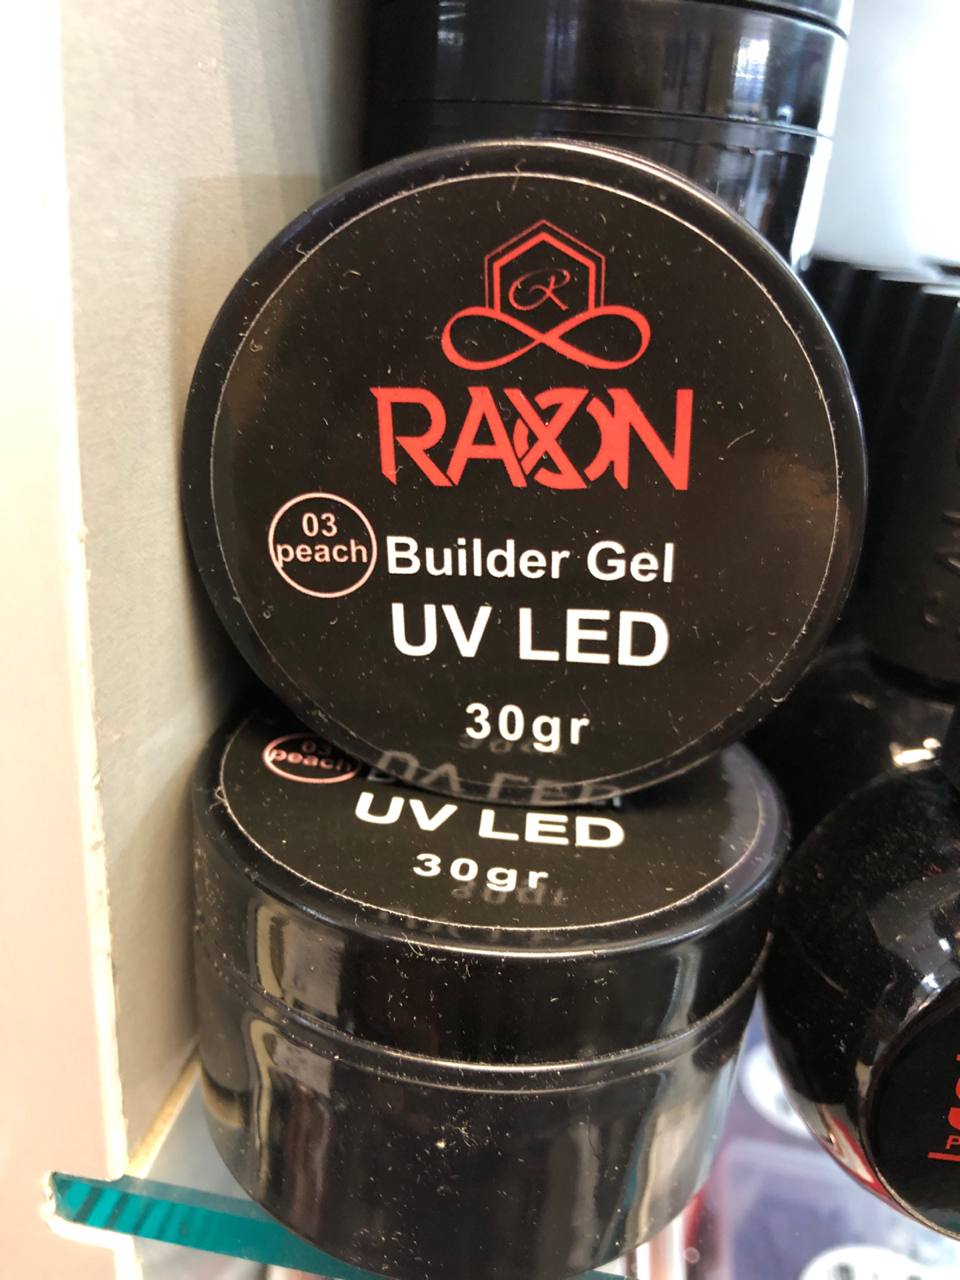 R
RAXON
03
peach
Builder Gel
UV LED
30gr
03
peach
UV LED
30gr